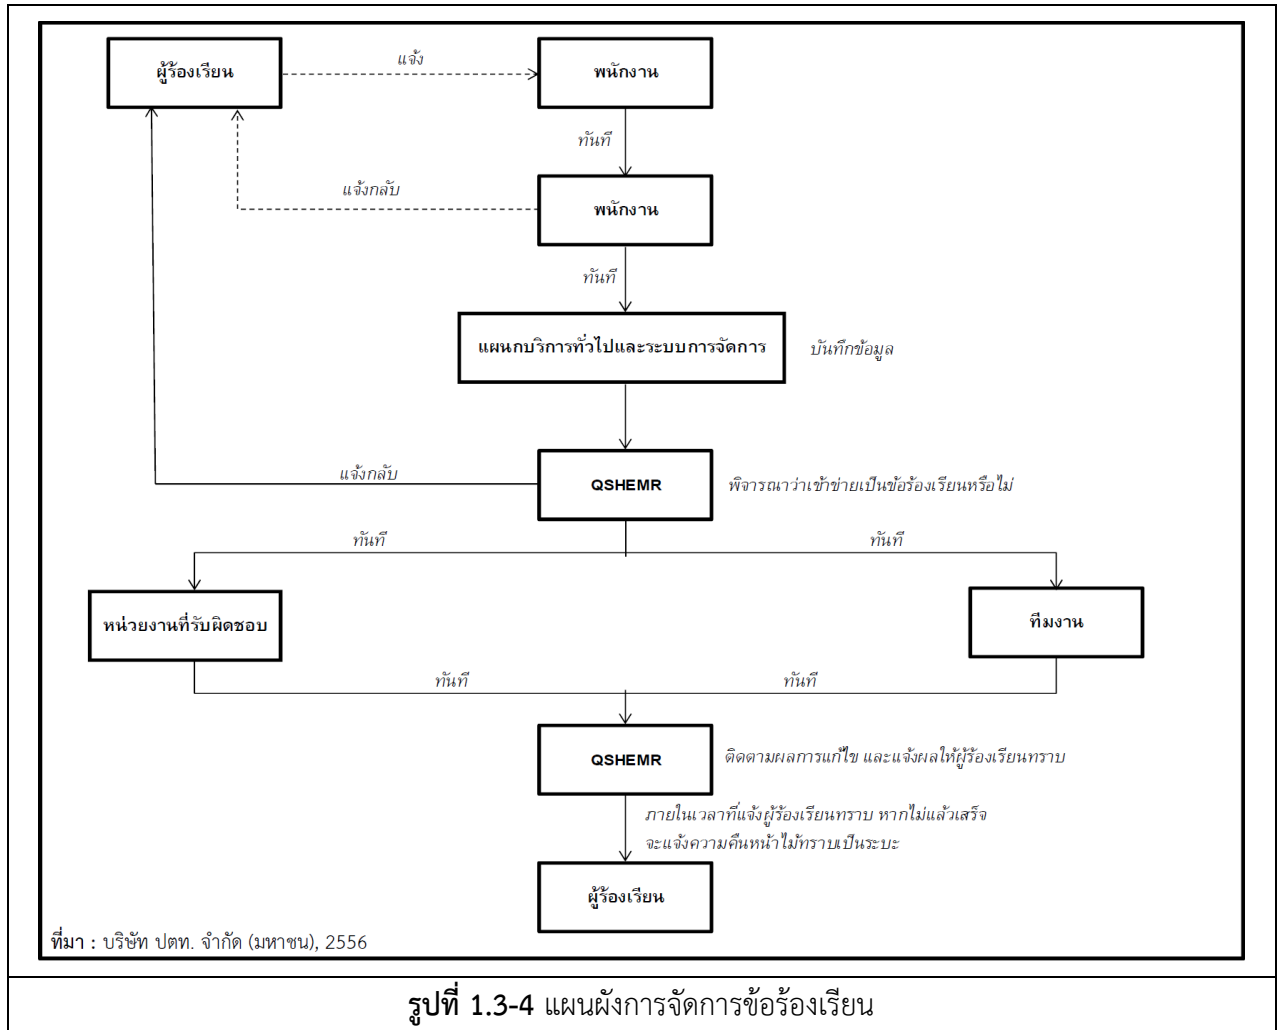 ผู้ร้องเรียน
แจ้ง
พนักงาน
ทันที
แจ้งกลับ
พนักงาน
ทันที
แผนกบริการทั่วไปและระบบการจัดการ
บันทึกข้อมูล
แจ้งกลับ
QSHEMR
พิจารณาว่าเข้าข่ายเป็นข้อร้องเรียนหรือไม่
ทันที
ทันที
หน่วยงานที่รับผิดชอบ
ทีมงาน
ทันที
ทันที
QSHEMR
ติดตามผลการแก้ไข และแจ้งผลให้ผู้ร้องเรียนทราบ
ภายในเวลาที่แจ้งผู้ร้องเรียนทราบ หากไม่แล้วเสร็จ
จะแจ้งความคืนหน้าไม้ทราบเป็นระบะ
ผู้ร้องเรียน
ที่มา : บริษัท ปตท. จำกัด (มหาชน), 2556
รูปที่ 1.3-4 แผนผังการจัดการข้อร้องเรียน